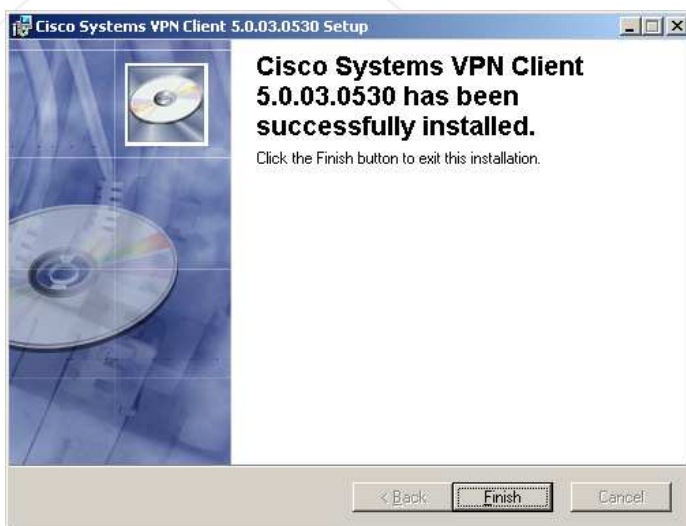 Cisco Systems VPN Client 5.0.03.0530 Setup
Cisco Systems VPN Client
5.0.03.0530 has been
successfully installed.
Click the Finish button to exit this installation.
< Back
Finish
Cancel